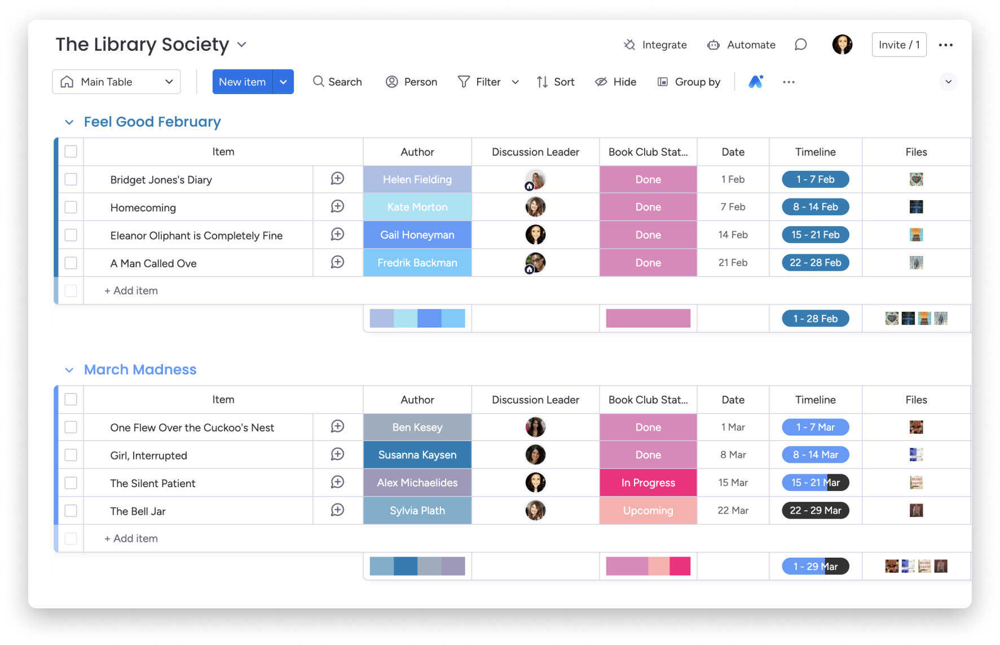 The Library Society
Integrate
Automate
Invite / 1
Main Table
New item
Search
Person
Filter
Sort
Hide
Group by
Feel Good February
Item Author Discussion Leader Book Club Stat... Date Timeline Files
Bridget Jones's Diary Helen Fielding Done 1 Feb 1 - 7 Feb
Homecoming Kate Morton Done 7 Feb 8 - 14 Feb
Eleanor Oliphant is Completely Fine Gail Honeyman Done 14 Feb 15 - 21 Feb
A Man Called Ove Fredrik Backman Done 21 Feb 22 - 28 Feb
+ Add item
1 - 28 Feb
March Madness
Item Author Discussion Leader Book Club Stat... Date Timeline Files
One Flew Over the Cuckoo's Nest Ben Kesey Done 1 Mar 1 - 7 Mar
Girl, Interrupted Susanna Kaysen Done 8 Mar 8 - 14 Mar
The Silent Patient Alex Michaelides In Progress 15 Mar 15 - 21 Mar
The Bell Jar Sylvia Plath Upcoming 22 Mar 22 - 29 Mar
+ Add item
1 - 29 Mar